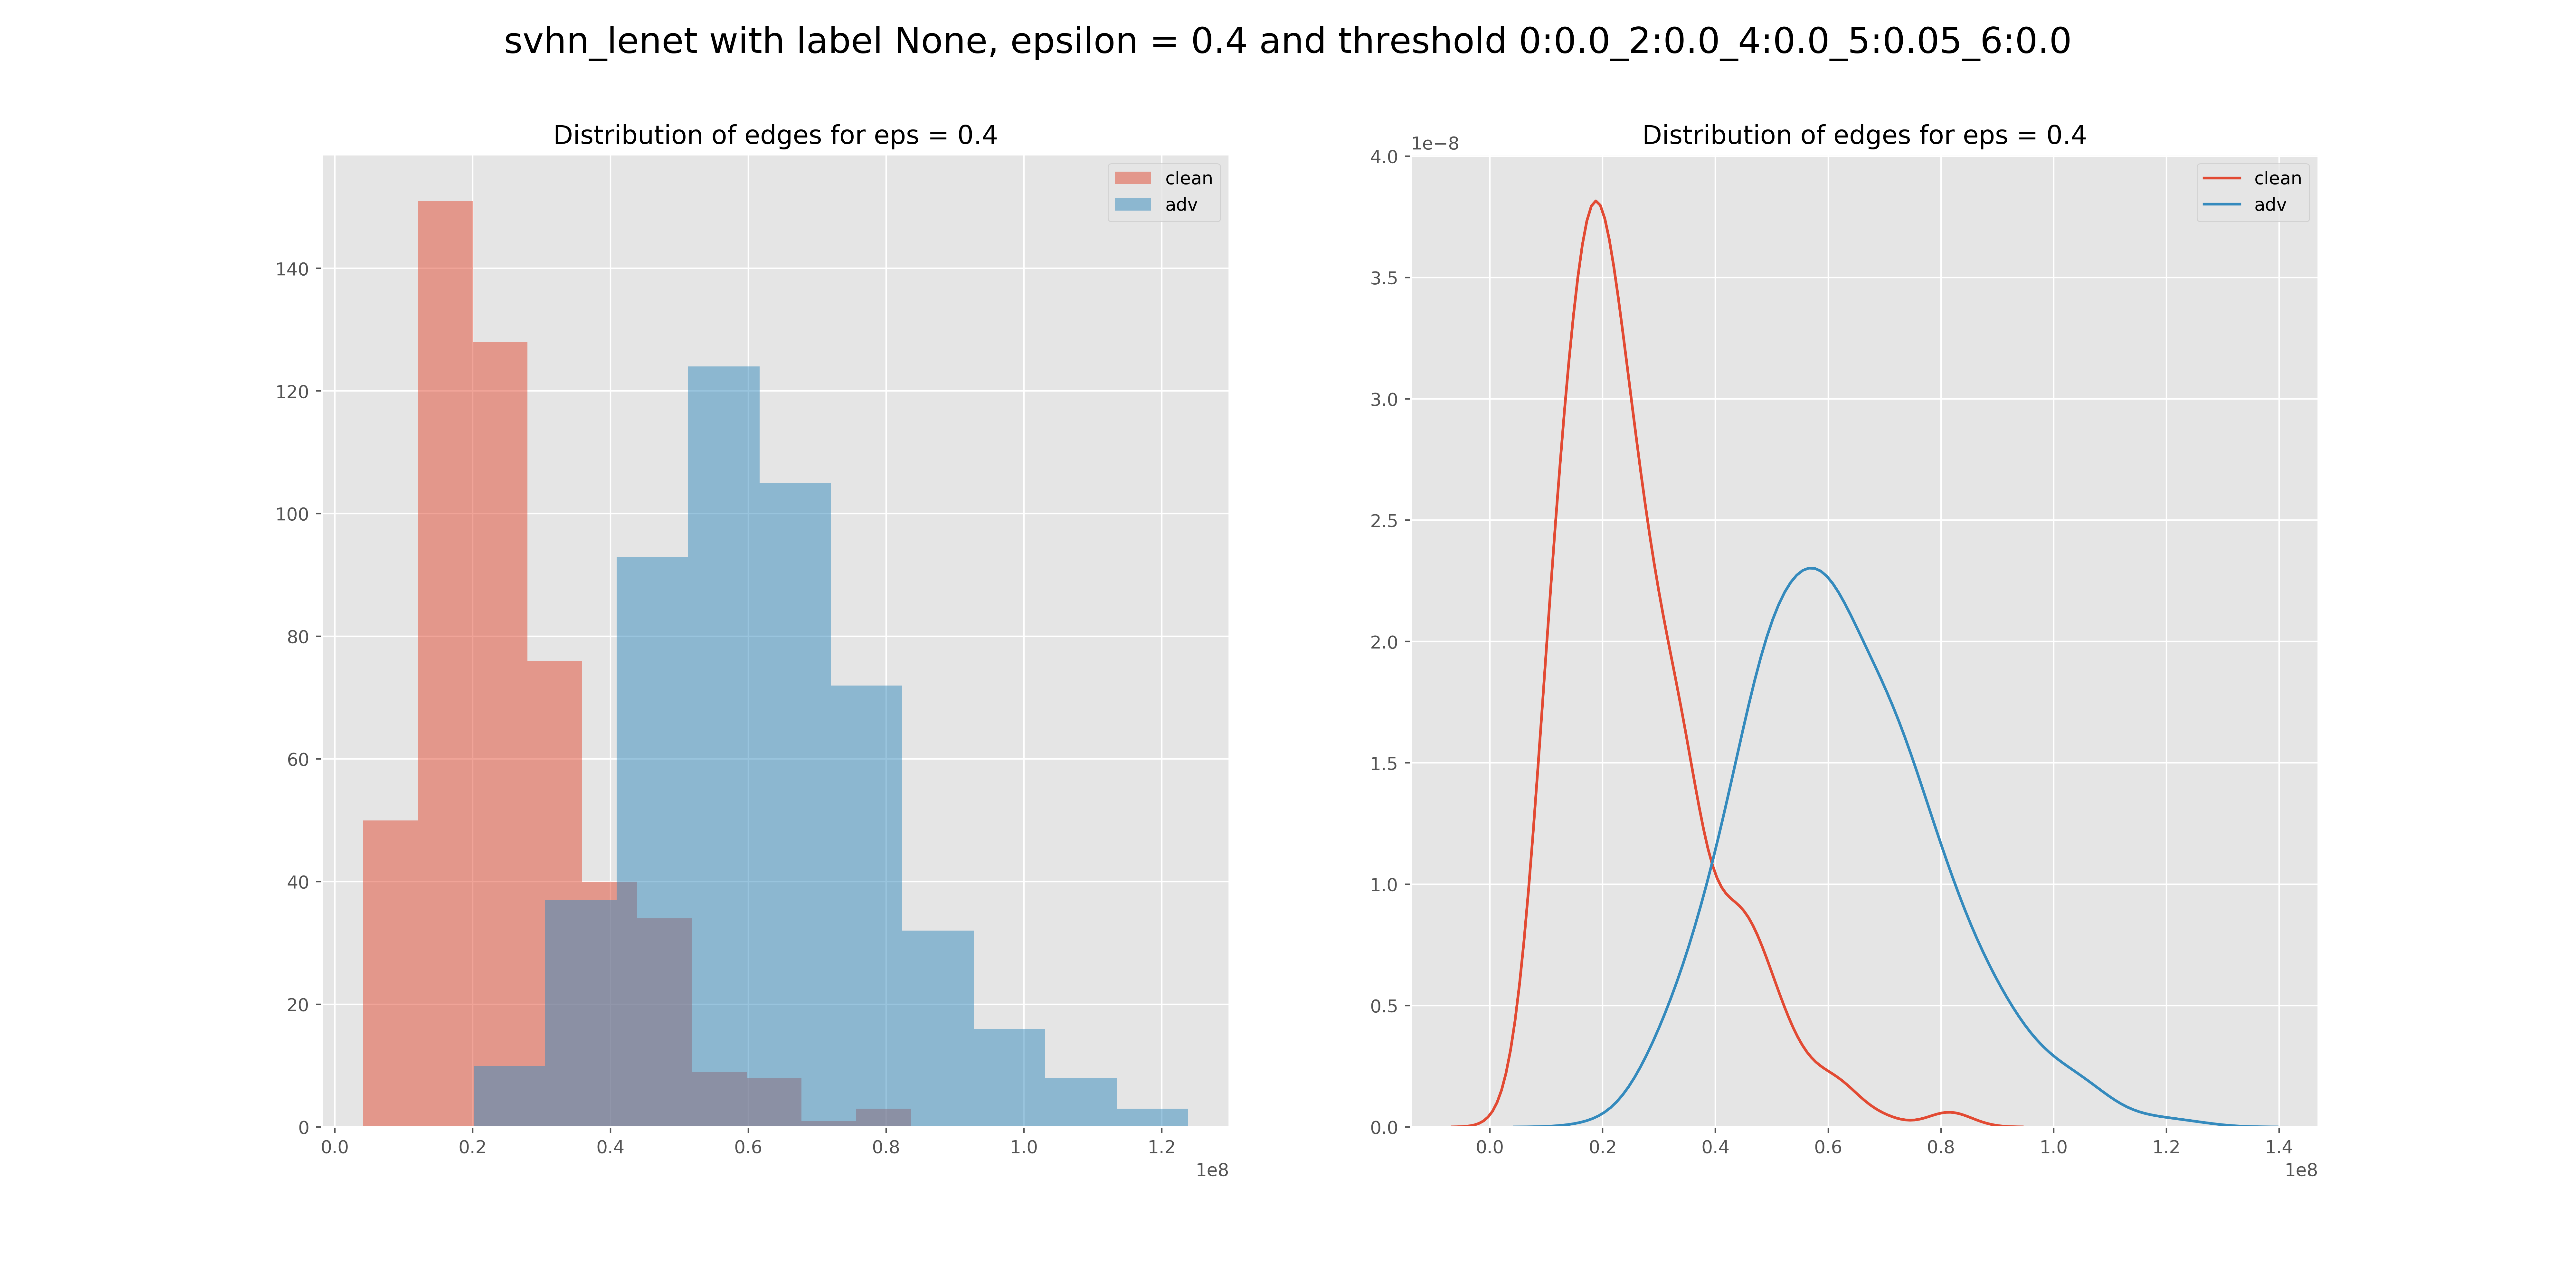 svhn_lenet with label None, epsilon = 0.4 and threshold 0:0.0_2:0.0_4:0.0_5:0.05_6:0.0
Distribution of edges for eps = 0.4
clean
adv
140
120
100
80
60
40
20
0
0.0 0.2 0.4 0.6 0.8 1.0 1.2
1e8
Distribution of edges for eps = 0.4
1e−8
clean
adv
4.0
3.5
3.0
2.5
2.0
1.5
1.0
0.5
0.0
0.0 0.2 0.4 0.6 0.8 1.0 1.2 1.4
1e8